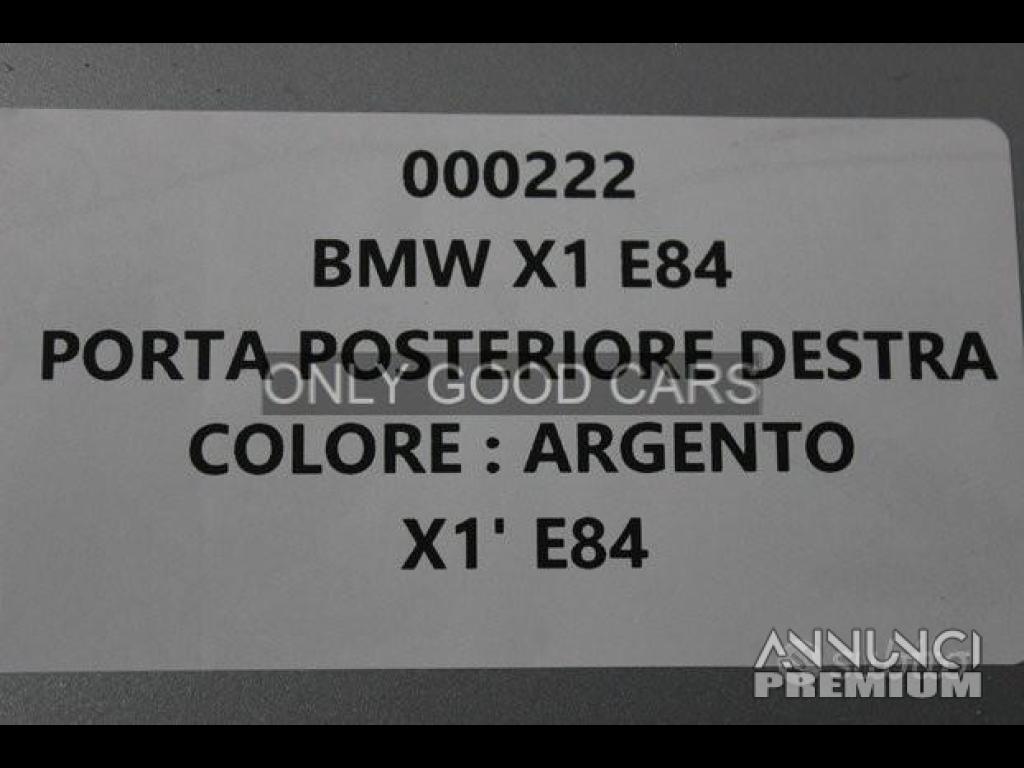 000222
BMW X1 E84
PORTA POSTERIORE DESTRA
ONLY GOOD CARS
COLORE : ARGENTO
X1' E84
ANNUNCI
PREMIUM